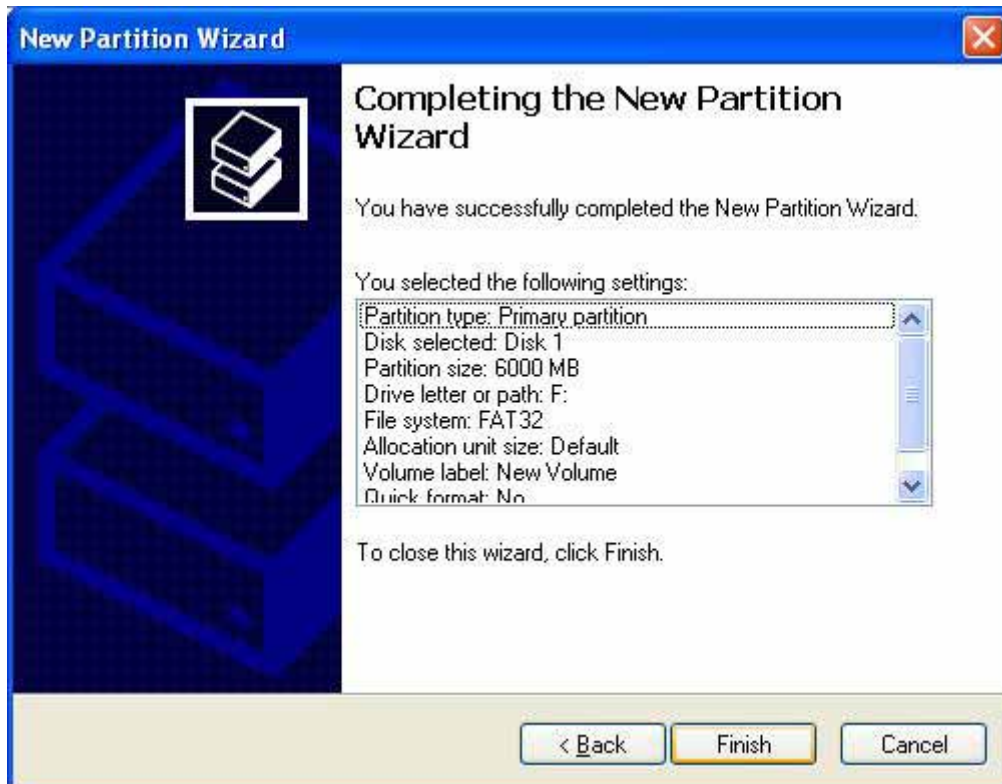 New Partition Wizard
Completing the New Partition
Wizard
You have successfully completed the New Partition Wizard.
You selected the following settings:
Partition type: Primary partition
Disk selected: Disk 1
Partition size: 6000 MB
Drive letter or path: F:
File system: FAT32
Allocation unit size: Default
Volume label: New Volume
Quick format: No
To close this wizard, click Finish.
< Back
Finish
Cancel